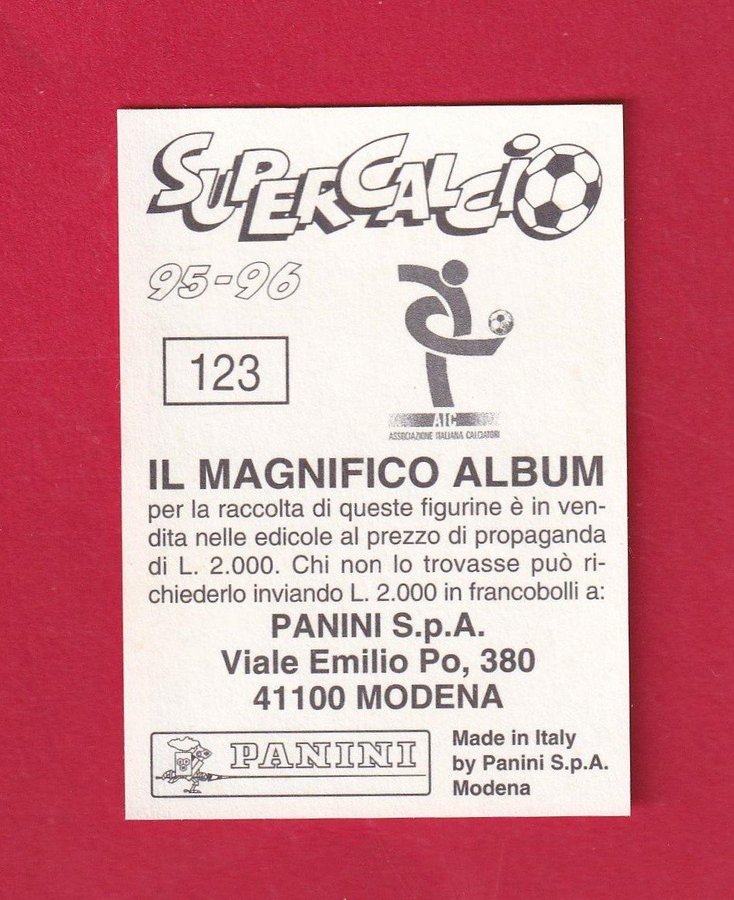 SUPERCALCIO
95-96
123
AIC
ASSOCIAZIONE ITALIANA CALCIATORI
IL MAGNIFICO ALBUM
per la raccolta di queste figurine è in ven-
dita nelle edicole al prezzo di propaganda
di L. 2.000. Chi non lo trovasse può ri-
chiederlo inviando L. 2.000 in francobolli a:
PANINI S.p.A.
Viale Emilio Po, 380
41100 MODENA
PANINI
Made in Italy
by Panini S.p.A.
Modena